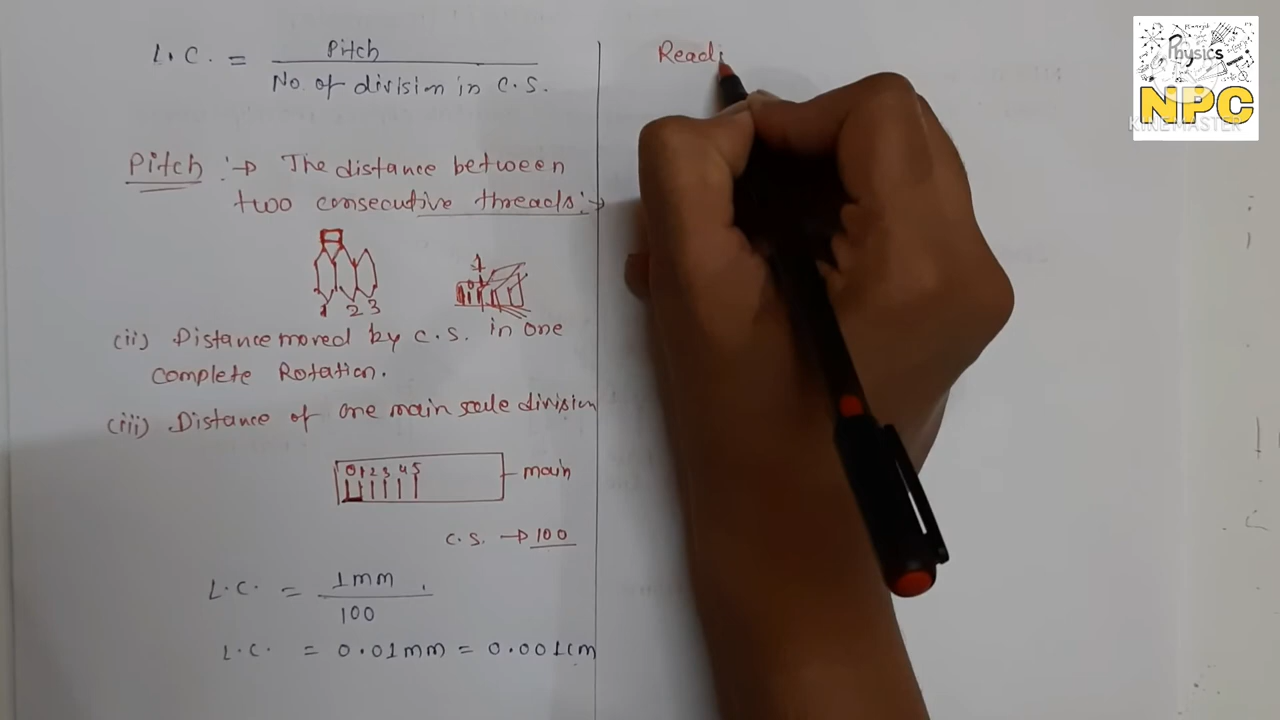 L.C. = Pitch
No. of division in C.S.
Pitch :→ The distance between
two consecutive threads:→
1
1 2 3
(ii) Distance moved by C.S. in one
complete Rotation.
(iii) Distance of one main scale division
0 1 2 3 4 5
main
C.S. → 100
L.C. = 1mm
100
L.C. = 0.01mm = 0.001cm
Readi
Physics
NPC
KINEMASTER